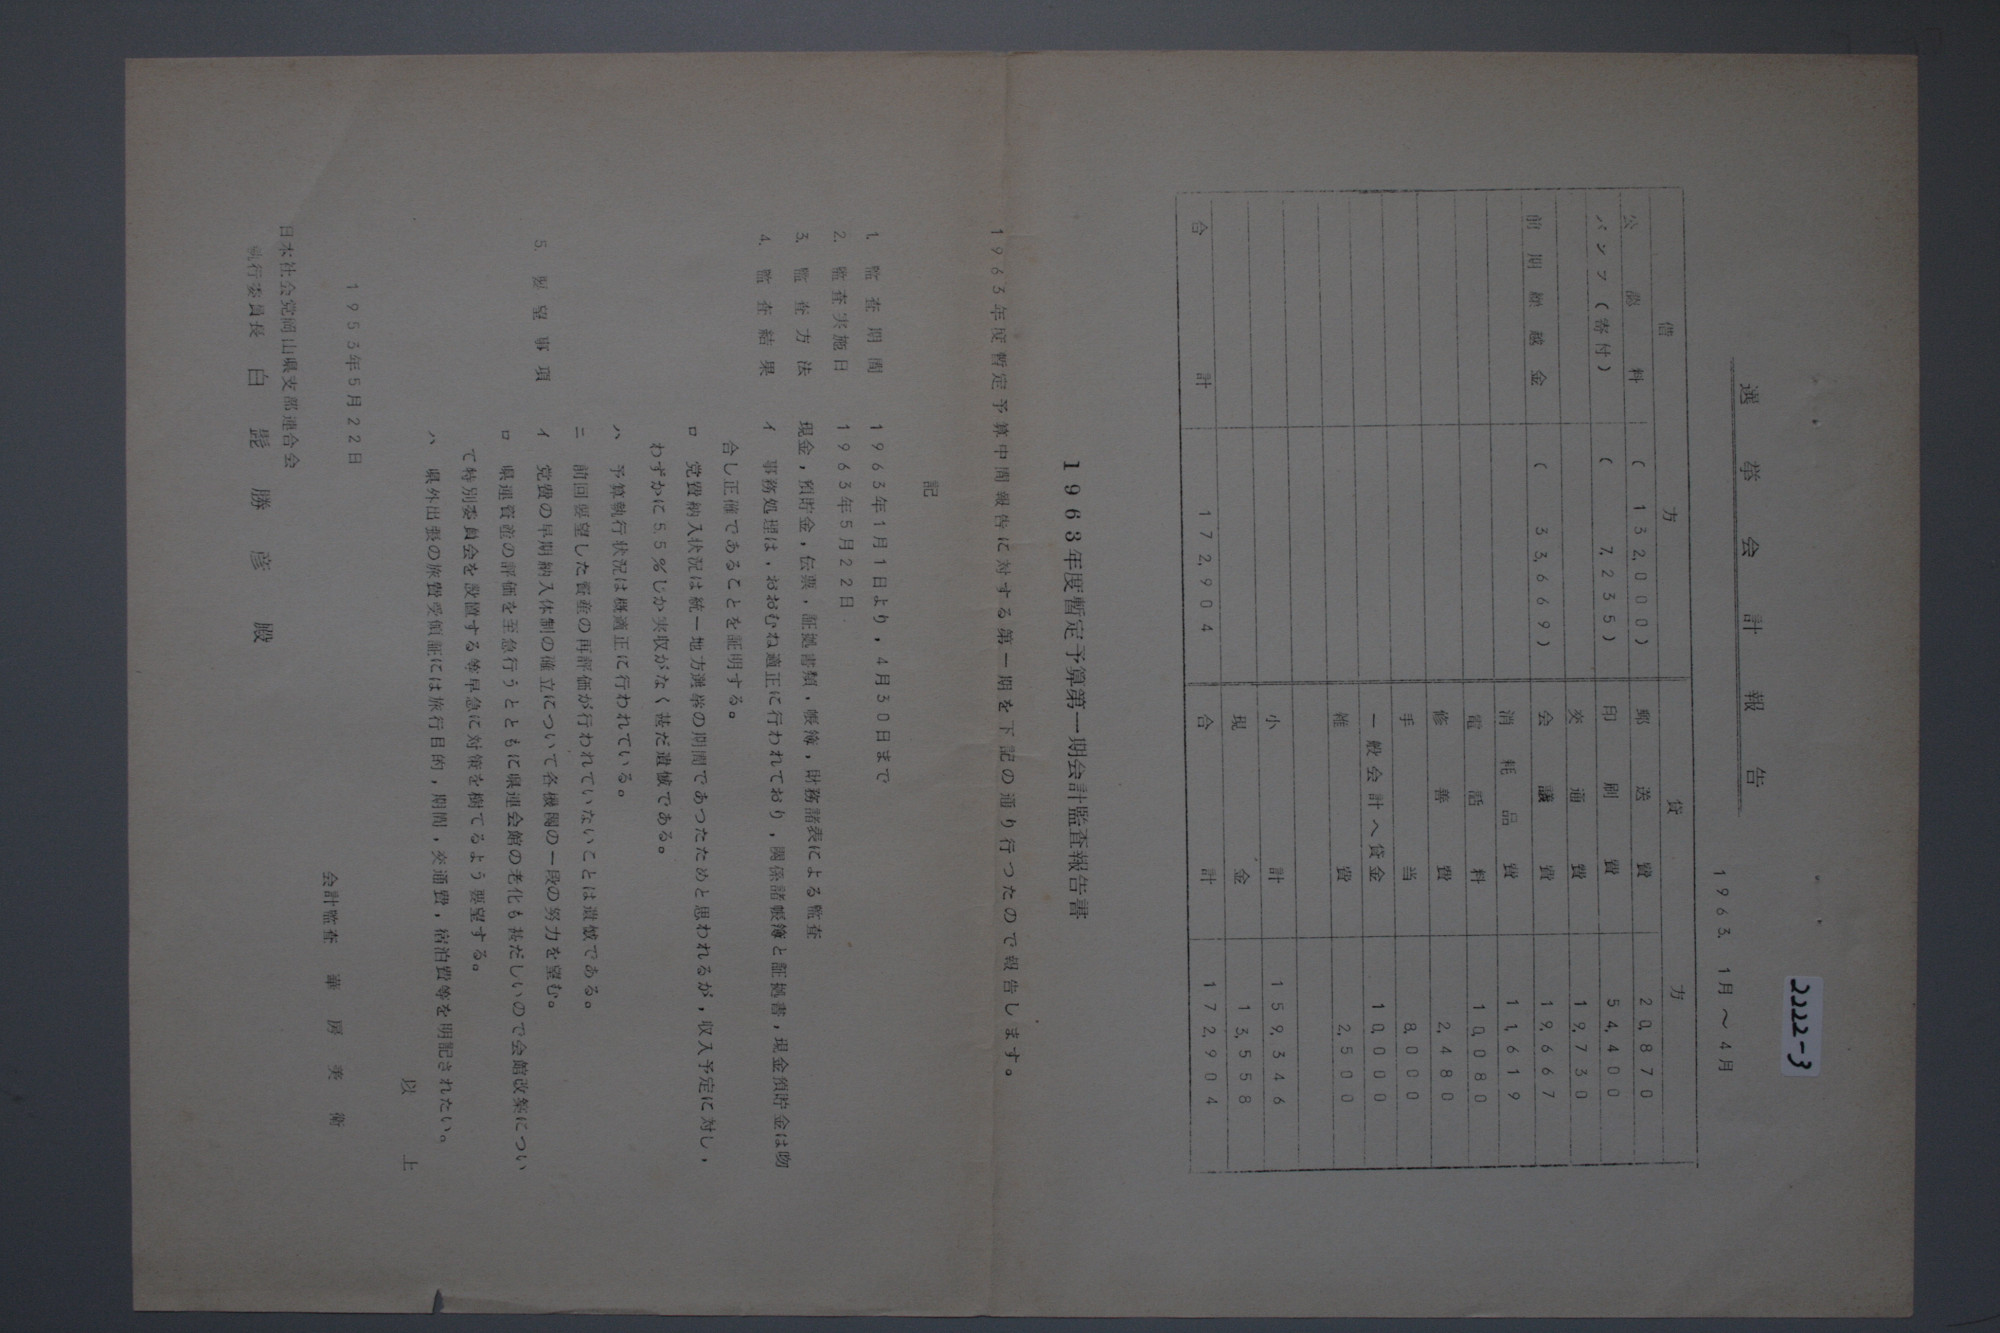 2222-3
選挙会計報告
1963. 1月～4月
借方 貸方
公認料 (132,000) 郵送費 20,870
パンフ(寄付) (7,235) 印刷費 54,400
交通費 19,730
前期繰越金 (33,669) 会議費 19,667
消耗品費 11,619
電話料 10,080
修善費 2,480
手当 8,000
一般会計へ貸金 10,000
雑費 2,500
小計 159,346
現金 13,558
合計 172,904 合計 172,904
1963年度暫定予算第一期会計監査報告書
1963年度暫定予算中間報告に対する第一期を下記の通り行つたので報告します。
記
1. 監査期間 1963年1月1日より，4月30日まで
2. 監査実施日 1963年5月22日
3. 監査方法 現金，預貯金，伝票，証拠書類，帳簿，財務諸表による監査
4. 監査結果 イ 事務処理は，おおむね適正に行われており，関係諸帳簿と証拠書，現金預貯金は吻
合し正確であることを証明する。
ロ 党費納入状況は統一地方選挙の期間であつたためと思われるが，収入予定に対し，
わずかに5.5％しか実収がなく甚だ遺憾である。
ハ 予算執行状況は概適正に行われている。
ニ 前回要望した資産の再評価が行われていないことは遺憾である。
5. 要望事項 イ 党費の早期納入体制の確立について各機関の一段の努力を望む。
ロ 県連資産の評価を至急行うとともに県連会館の老化も甚だしいので会館改築につい
て特別委員会を設置する等早急に対策を樹てるよう要望する。
ハ 県外出張の旅費受領証には旅行目的，期間，交通費，宿泊費等を明記されたい。
以上
1953年5月22日
会計監査 房美衛
日本社会党岡山県支部連合会
執行委員長 白髭勝彦殿